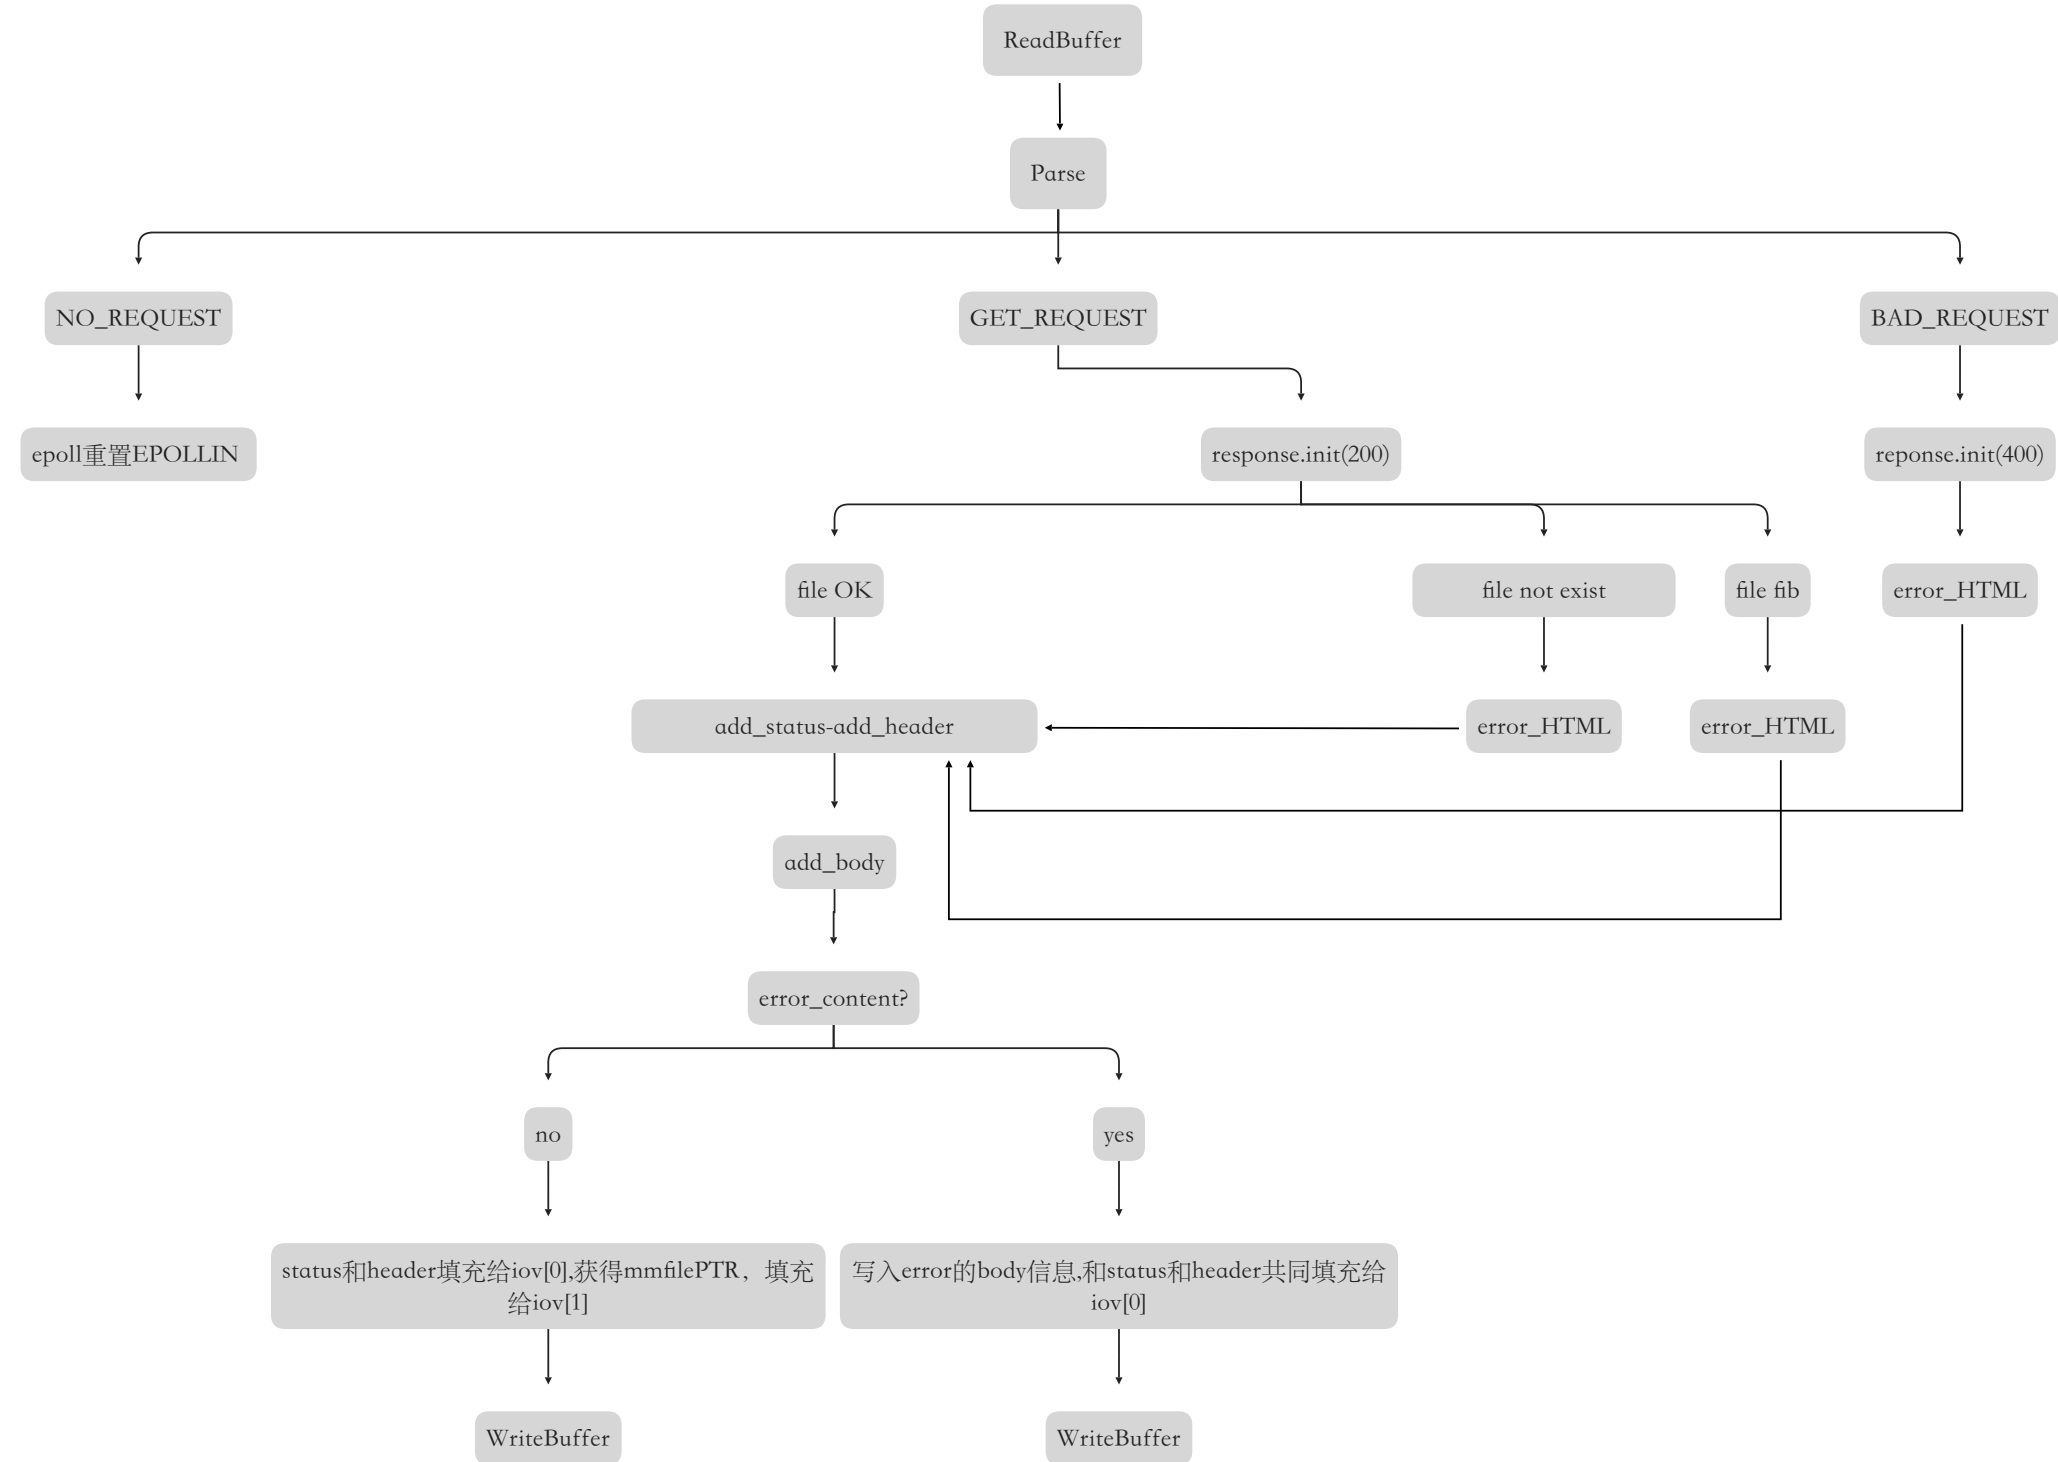 ReadBuffer
Parse
NO_REQUEST
GET_REQUEST
BAD_REQUEST
epoll重置EPOLLIN
response.init(200)
reponse.init(400)
file OK
file not exist
file fib
error_HTML
add_status-add_header
error_HTML
error_HTML
add_body
error_content?
no
yes
status和header填充给iov[0],获得mmfilePTR，填充
给iov[1]
写入error的body信息,和status和header共同填充给
iov[0]
WriteBuffer
WriteBuffer